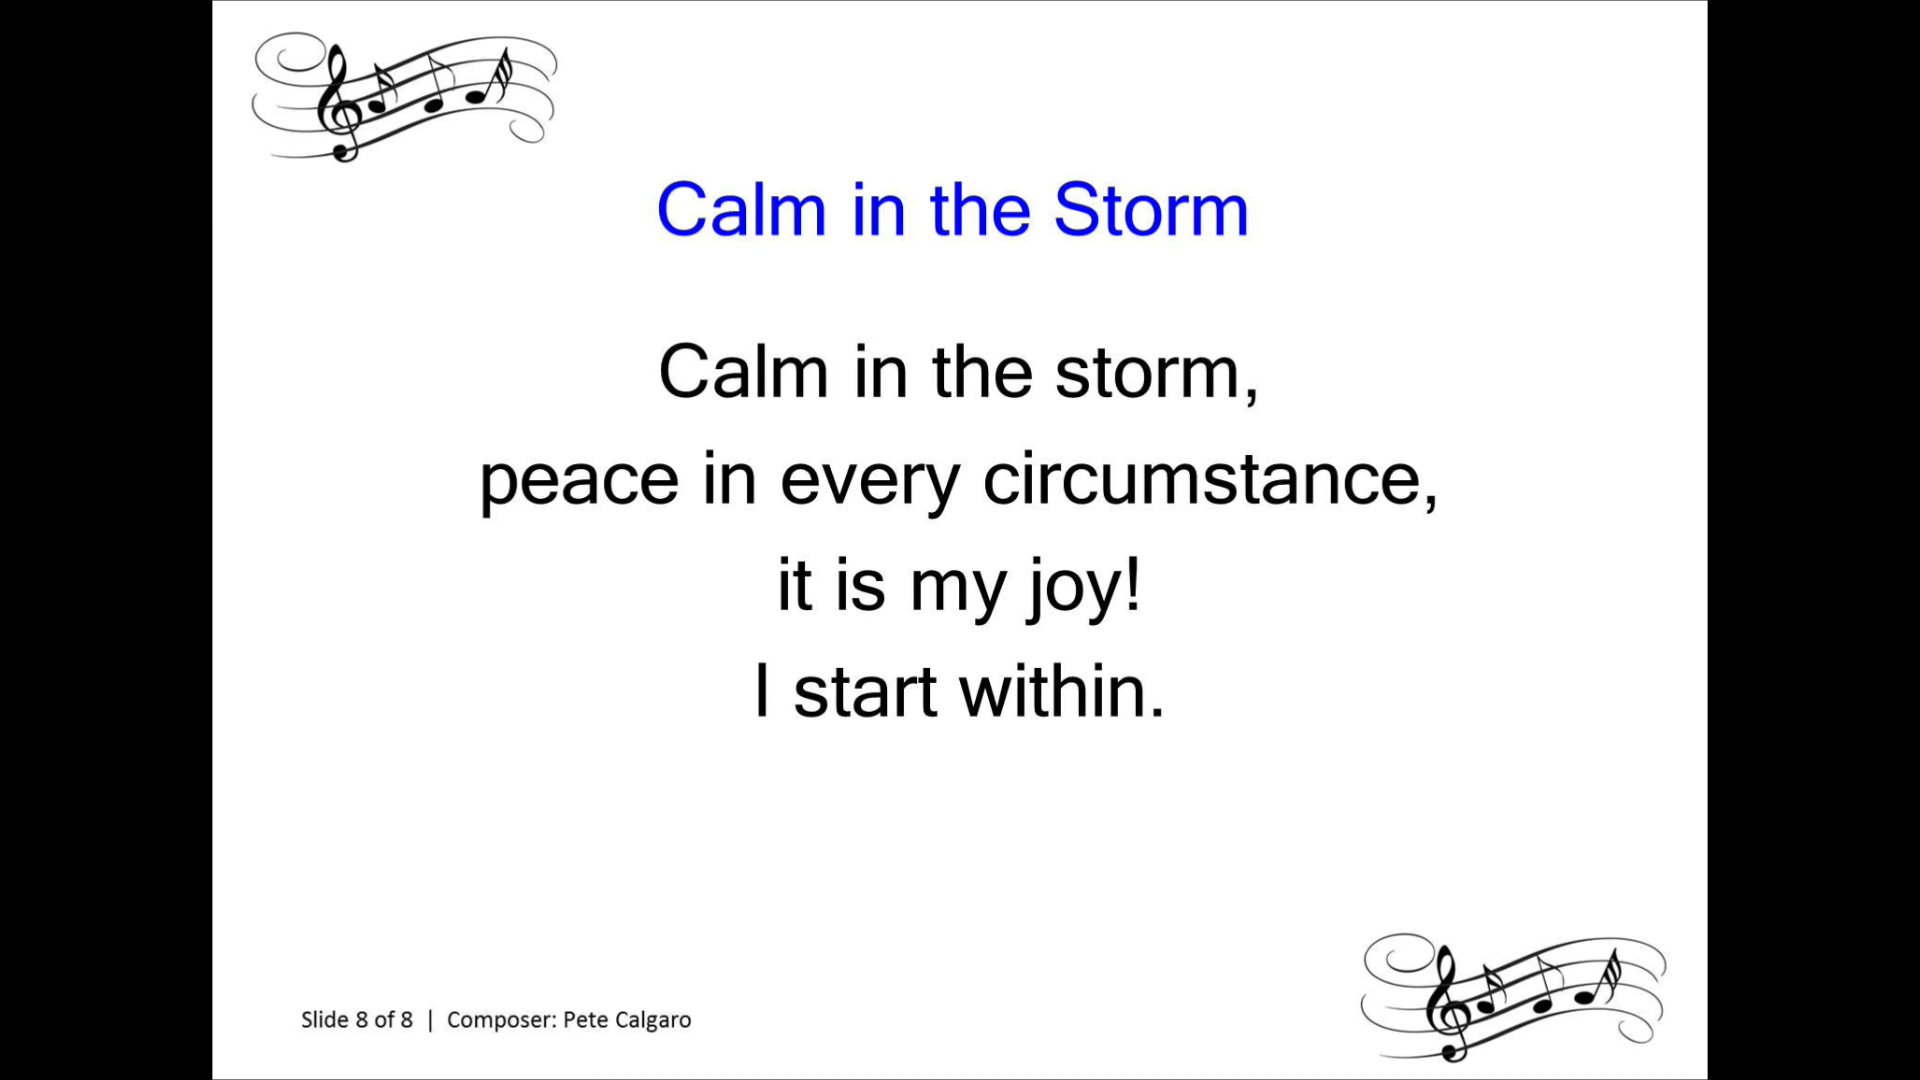 Calm in the Storm
Calm in the storm,
peace in every circumstance,
it is my joy!
I start within.
Slide 8 of 8 | Composer: Pete Calgaro